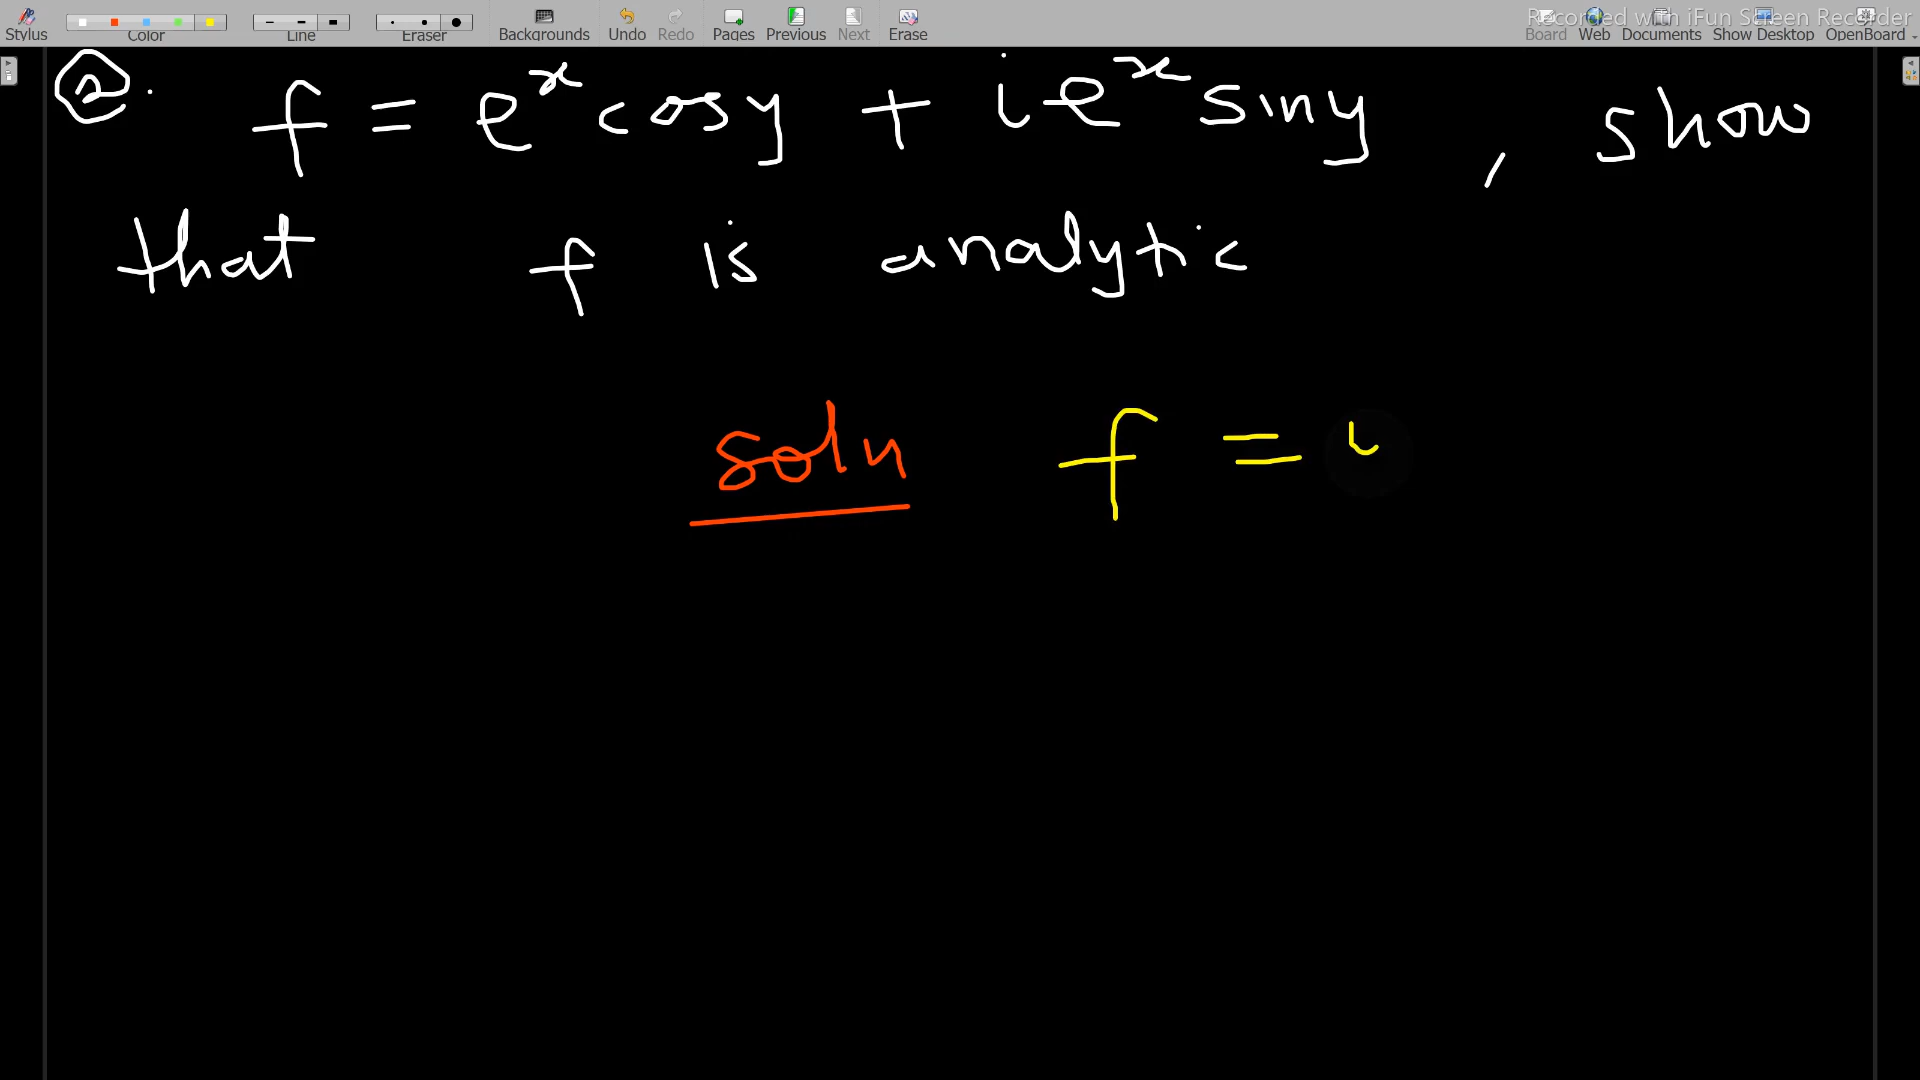 Recorded with iFun Screen Recorder
Stylus Color Line Eraser Backgrounds Undo Redo Pages Previous Next Erase Board Web Documents Show Desktop OpenBoard
②. f = e^x cosy + i e^x siny , show
that f is analytic
soln f = u